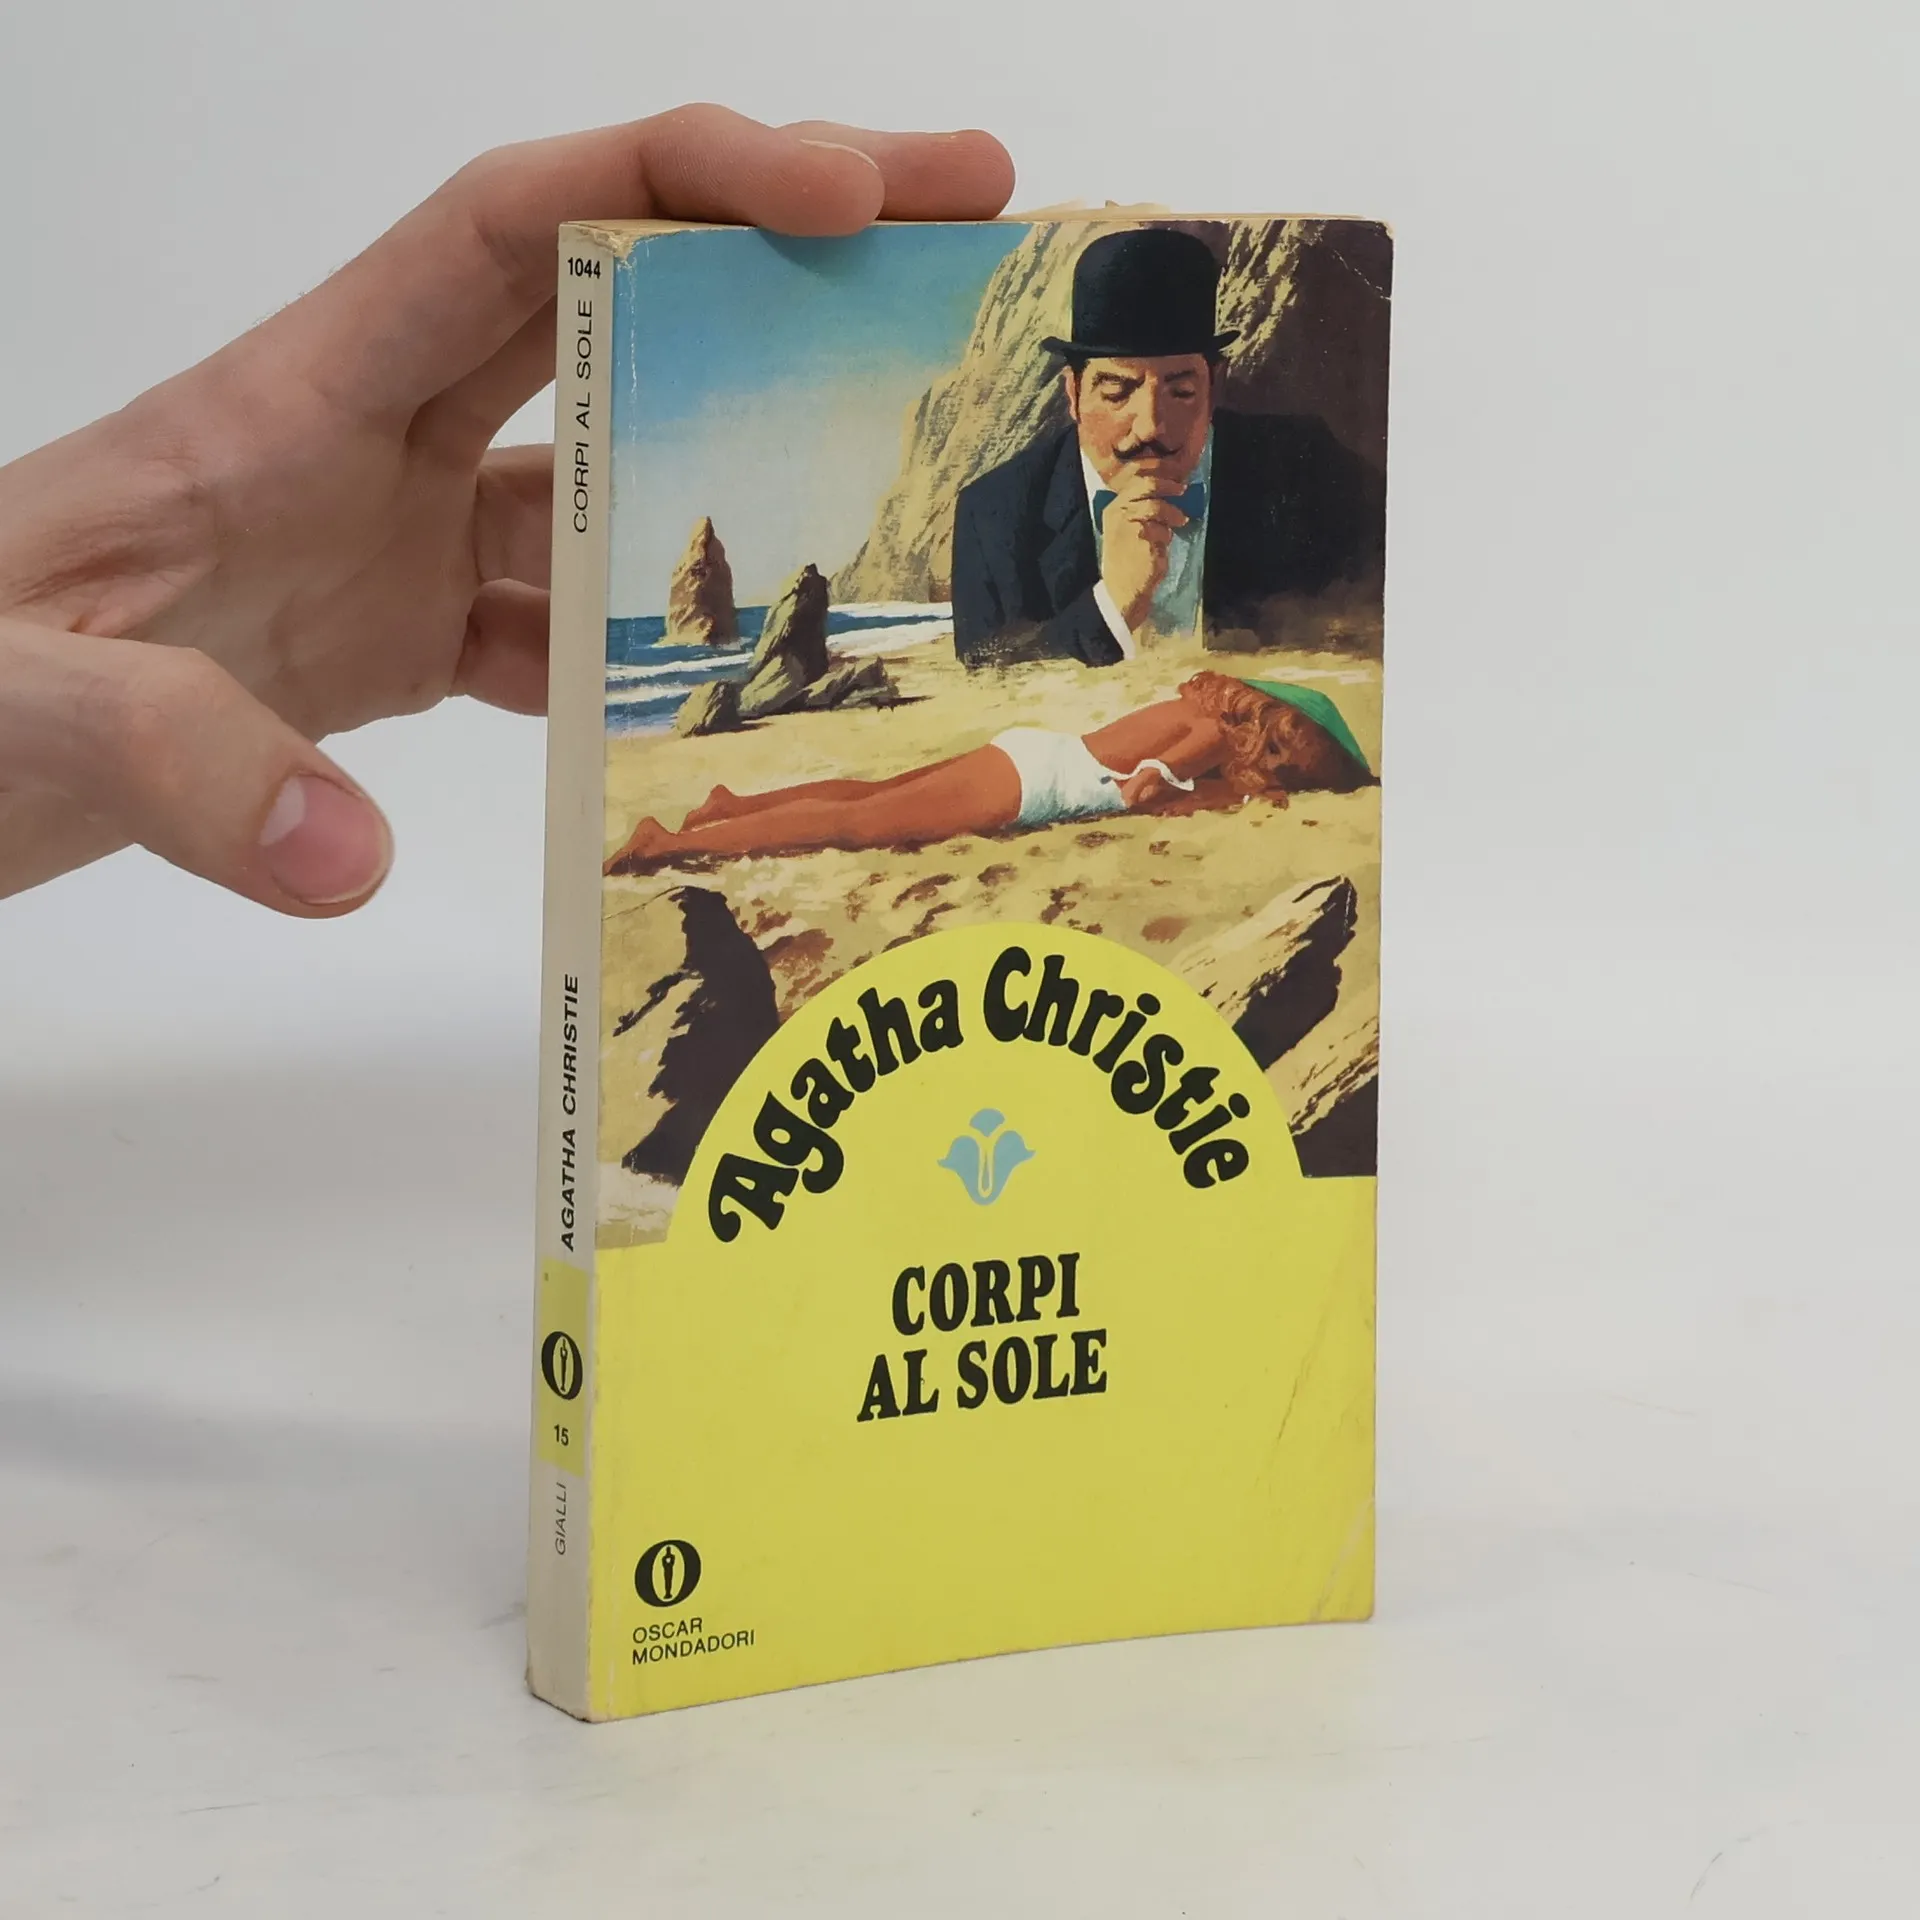 1044
CORPI AL SOLE
AGATHA CHRISTIE
15
GIALLI
Agatha Christie
CORPI
AL SOLE
OSCAR
MONDADORI